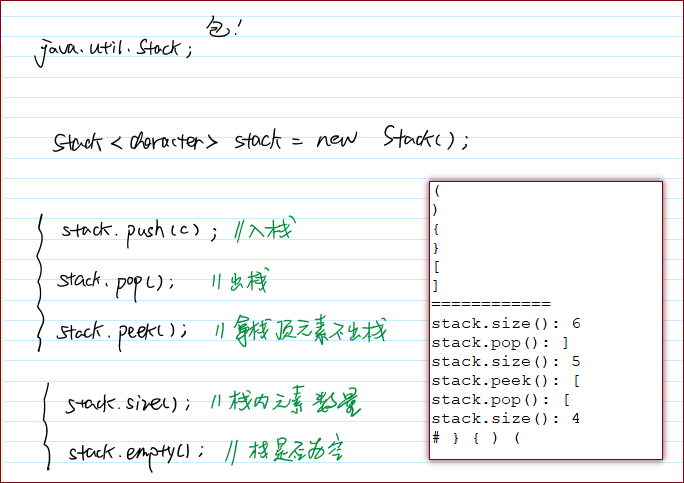 包!
java.util.Stack;
Stack <character> stack = new Stack();
stack.push(c); //入栈
stack.pop(); //出栈
stack.peek(); //拿栈顶元素不出栈
stack.size(); //栈内元素数量
stack.empty(); //栈是否为空
(
)
{
}
[
]
============
stack.size(): 6
stack.pop(): ]
stack.size(): 5
stack.peek(): [
stack.pop(): [
stack.size(): 4
# } { ) (